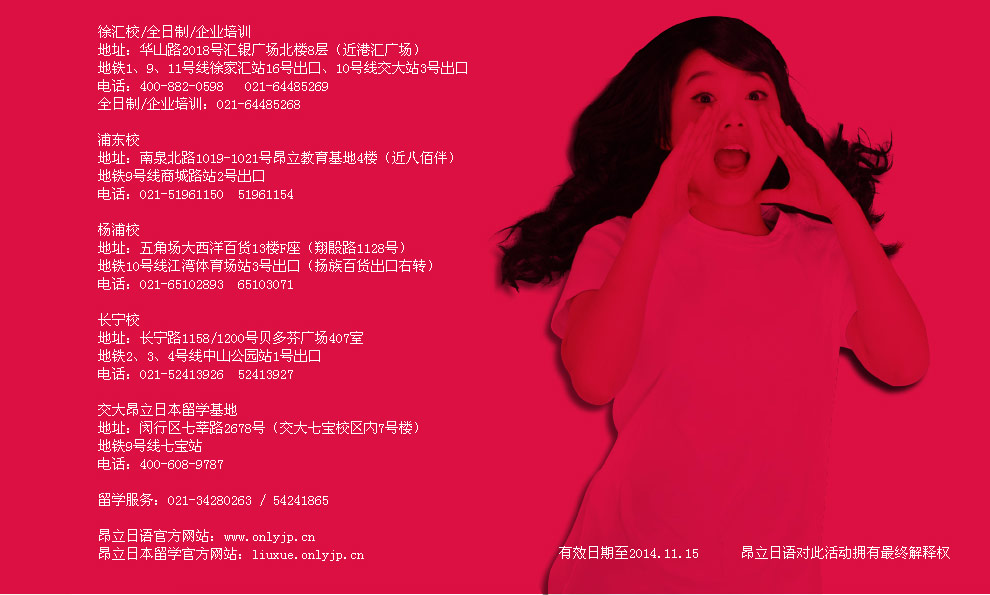 徐汇校/全日制/企业培训
地址：华山路2018号汇银广场北楼8层（近港汇广场）
地铁1、9、11号线徐家汇站16号出口、10号线交大站3号出口
电话：400-882-0598   021-64485269
全日制/企业培训：021-64485268
浦东校
地址：南泉北路1019-1021号昂立教育基地4楼（近八佰伴）
地铁9号线商城路站2号出口
电话：021-51961150  51961154
杨浦校
地址：五角场大西洋百货13楼F座（翔殷路1128号）
地铁10号线江湾体育场站3号出口（扬族百货出口右转）
电话：021-65102893  65103071
长宁校
地址：长宁路1158/1200号贝多芬广场407室
地铁2、3、4号线中山公园站1号出口
电话：021-52413926  52413927
交大昂立日本留学基地
地址：闵行区七莘路2678号（交大七宝校区内7号楼）
地铁9号线七宝站
电话：400-608-9787
留学服务：021-34280263 / 54241865
昂立日语官方网站：www.onlyjp.cn
昂立日本留学官方网站：liuxue.onlyjp.cn
有效日期至2014.11.15      昂立日语对此活动拥有最终解释权